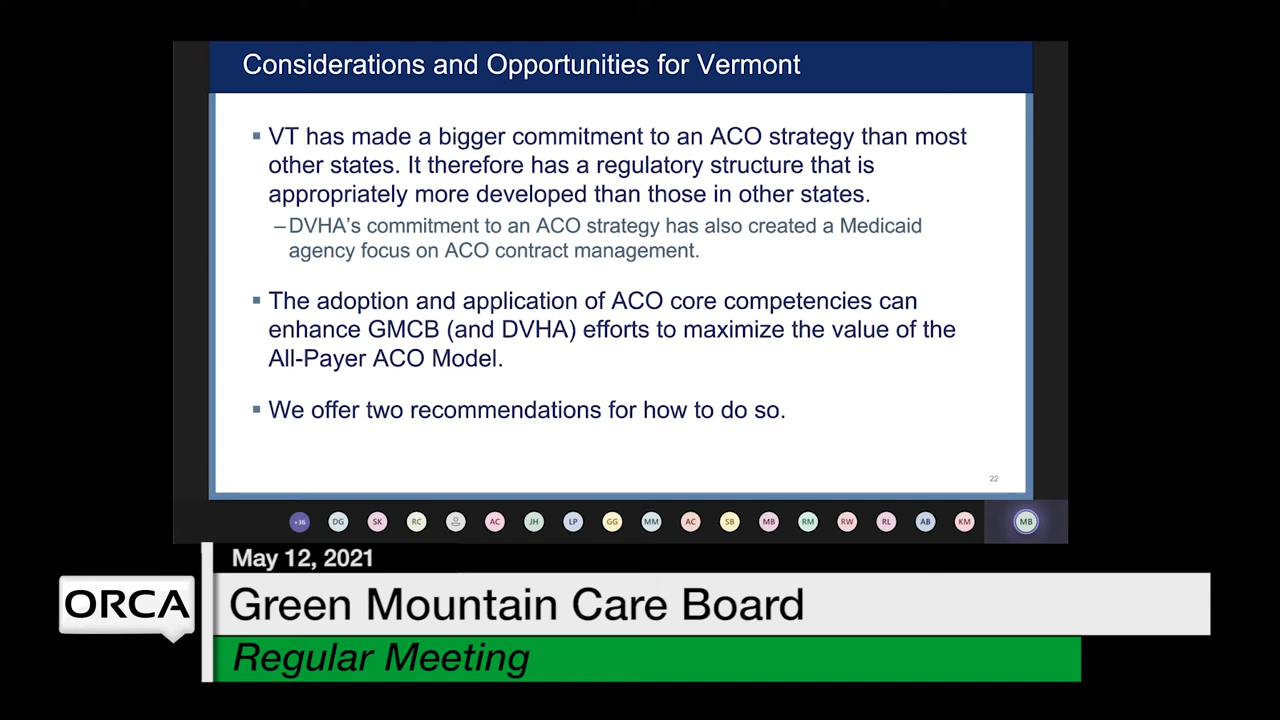 Considerations and Opportunities for Vermont
▪ VT has made a bigger commitment to an ACO strategy than most
other states. It therefore has a regulatory structure that is
appropriately more developed than those in other states.
–DVHA's commitment to an ACO strategy has also created a Medicaid
agency focus on ACO contract management.
▪ The adoption and application of ACO core competencies can
enhance GMCB (and DVHA) efforts to maximize the value of the
All-Payer ACO Model.
▪ We offer two recommendations for how to do so.
22
+36 DG SK RC AC JH LP GG MM AC SB MB RM RW RL AB KM MB
May 12, 2021
ORCA
Green Mountain Care Board
Regular Meeting